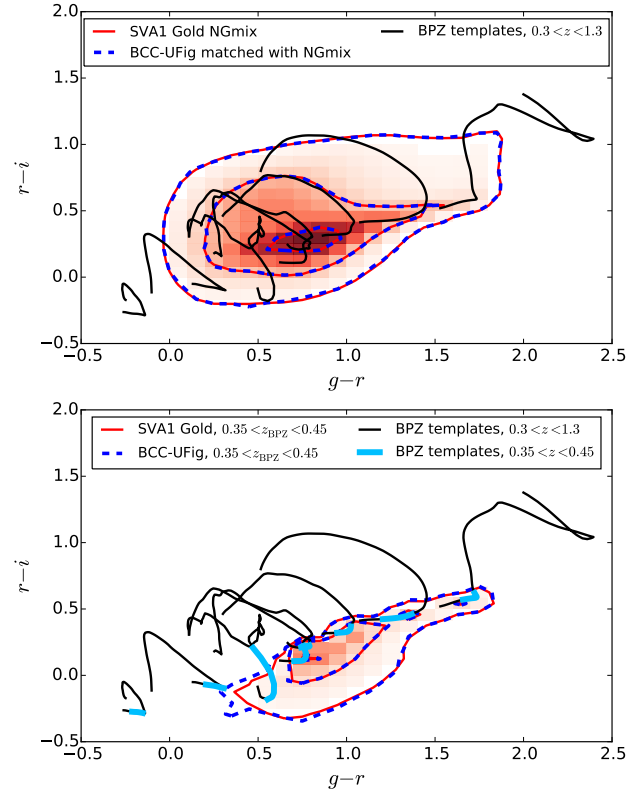 SVA1 Gold NGmix
BCC-UFig matched with NGmix
BPZ templates, 0.3<z<1.3
2.0
1.5
1.0
0.5
0.0
−0.5
r−i
−0.5 0.0 0.5 1.0 1.5 2.0 2.5
g−r
SVA1 Gold, 0.35<z_BPZ<0.45
BCC-UFig, 0.35<z_BPZ<0.45
BPZ templates, 0.3<z<1.3
BPZ templates, 0.35<z<0.45
2.0
1.5
1.0
0.5
0.0
−0.5
r−i
−0.5 0.0 0.5 1.0 1.5 2.0 2.5
g−r